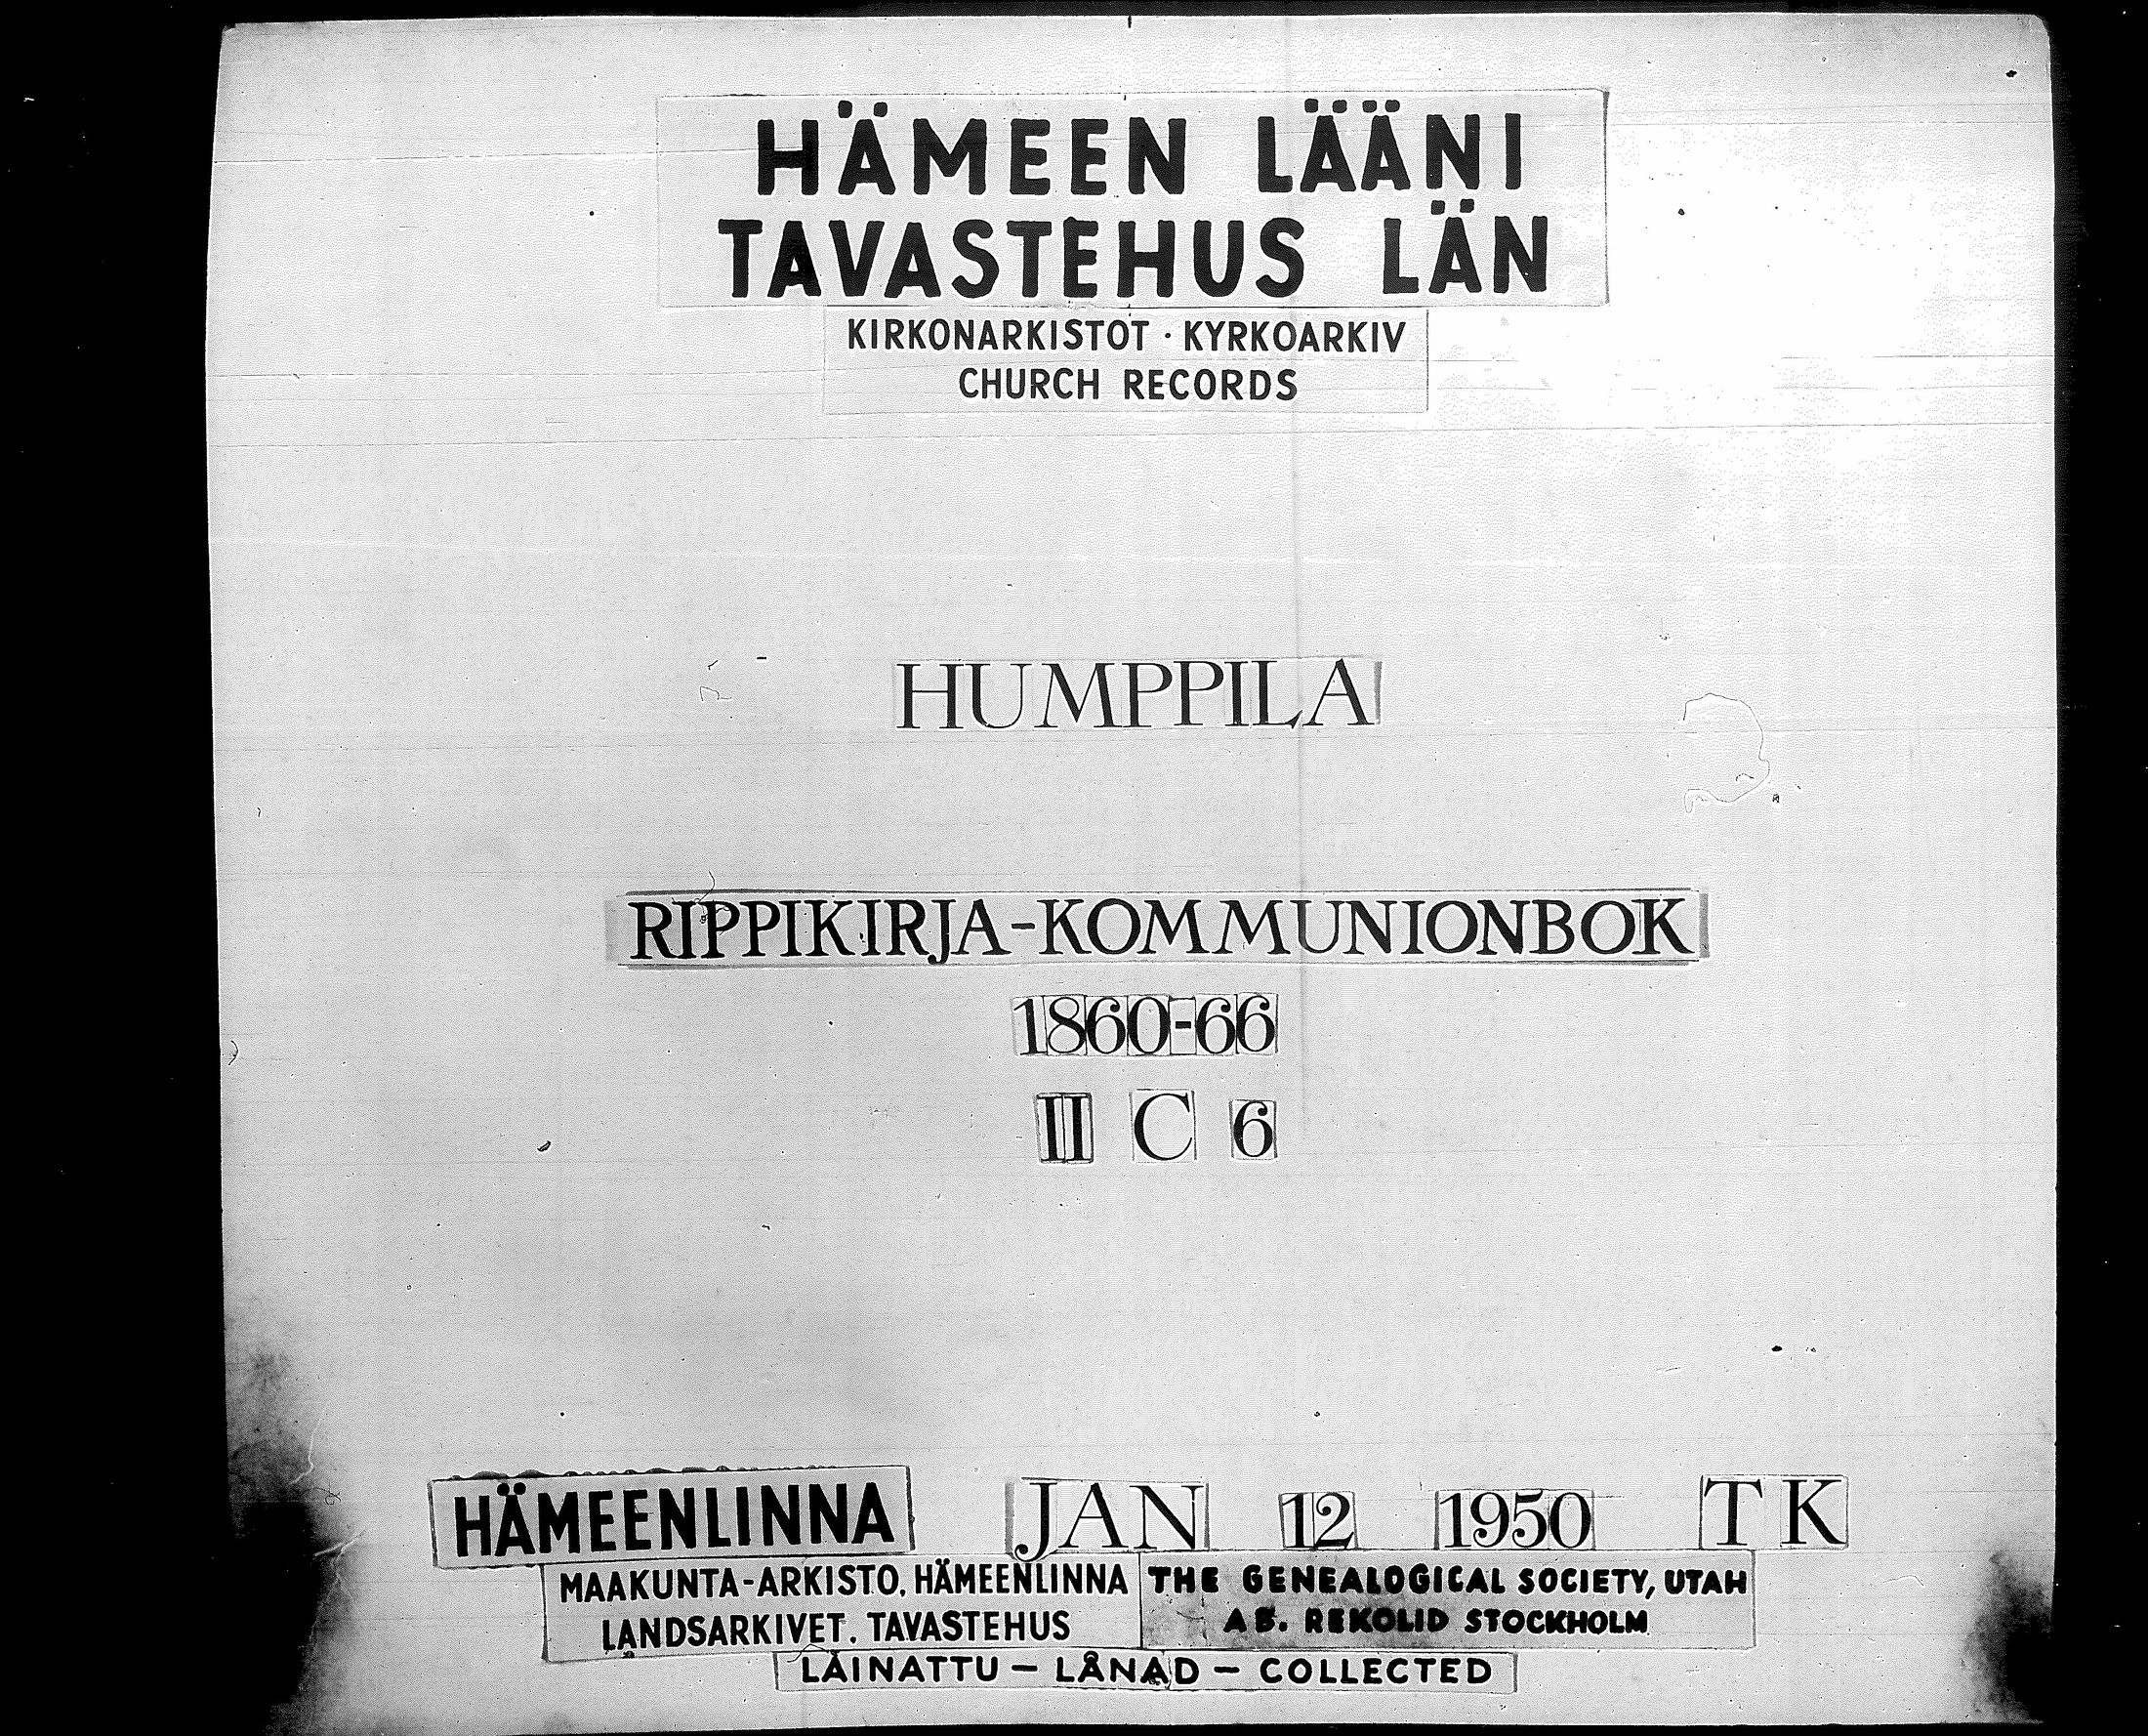 HÄMEEN LÄÄNI
TAVASTEHUS LÄN
KIRKONARKISTOT · KYRKOARKIV
CHURCH RECORDS
HUMPPILA
RIPPIKIRJA-KOMMUNIONBOK
1860-66
II C 6
HÄMEENLINNA JAN 12 1950 TK
MAAKUNTA-ARKISTO, HÄMEENLINNA
LANDSARKIVET. TAVASTEHUS
THE GENEALOGICAL SOCIETY, UTAH
AB. REKOLID STOCKHOLM
LAINATTU - LÅNAD - COLLECTED